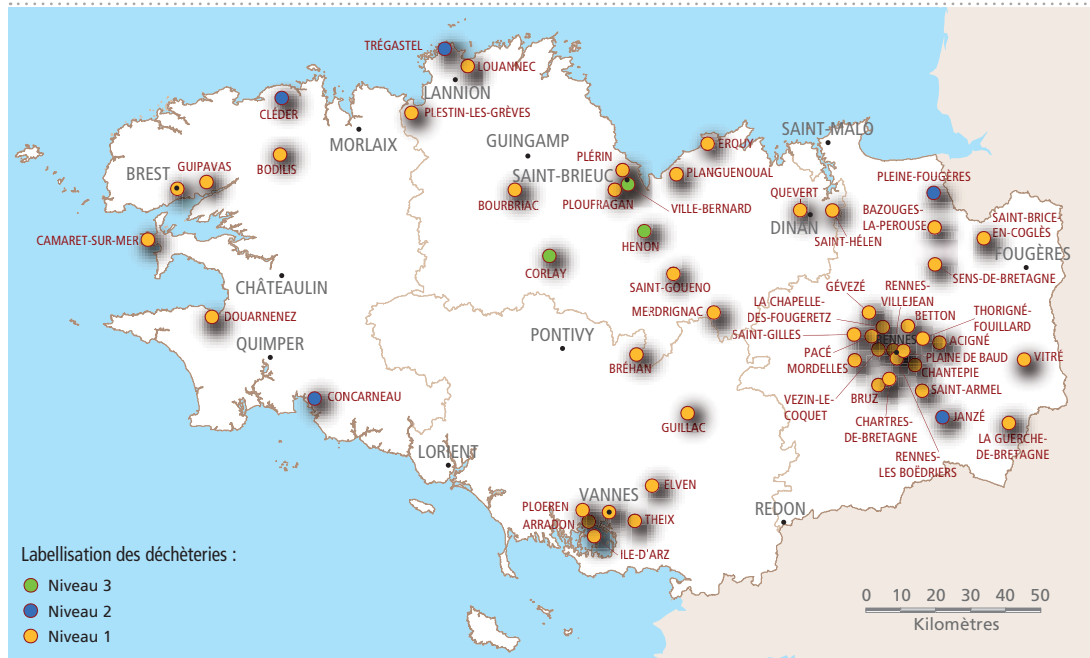 TRÉGASTEL
LOUANNEC
LANNION
PLESTIN-LES-GRÈVES
CLÉDER
MORLAIX
GUINGAMP
SAINT-MALO
ERQUY
PLÉRIN
PLANGUENOUAL
SAINT-BRIEUC
PLOUFRAGAN
VILLE-BERNARD
BOURBRIAC
BODILIS
GUIPAVAS
BREST
CAMARET-SUR-MER
CHÂTEAULIN
DOUARNENEZ
QUIMPER
CONCARNEAU
LORIENT
HENON
CORLAY
SAINT-GOUENO
MERDRIGNAC
PONTIVY
BRÉHAN
GUILLAC
QUEVERT
DINAN
SAINT-HÉLEN
PLEINE-FOUGÈRES
BAZOUGES-
LA-PEROUSE
SAINT-BRICE-
EN-COGLÈS
FOUGÈRES
SENS-DE-BRETAGNE
GÉVEZÉ
RENNES-
VILLEJEAN
BETTON
LA CHAPELLE-
DES-FOUGERETZ
THORIGNÉ-
FOUILLARD
SAINT-GILLES
RENNES
ACIGNÉ
PACÉ
PLAINE DE BAUD
VITRÉ
MORDELLES
CHANTEPIE
VEZIN-LE-
COQUET
BRUZ
SAINT-ARMEL
CHARTRES-
DE-BRETAGNE
JANZÉ
LA GUERCHE-
DE-BRETAGNE
RENNES-
LES BOËDRIERS
ELVEN
VANNES
PLOEREN
ARRADON
THEIX
ILE-D'ARZ
REDON
Labellisation des déchèteries :
Niveau 3
Niveau 2
Niveau 1
0 10 20 30 40 50
Kilomètres